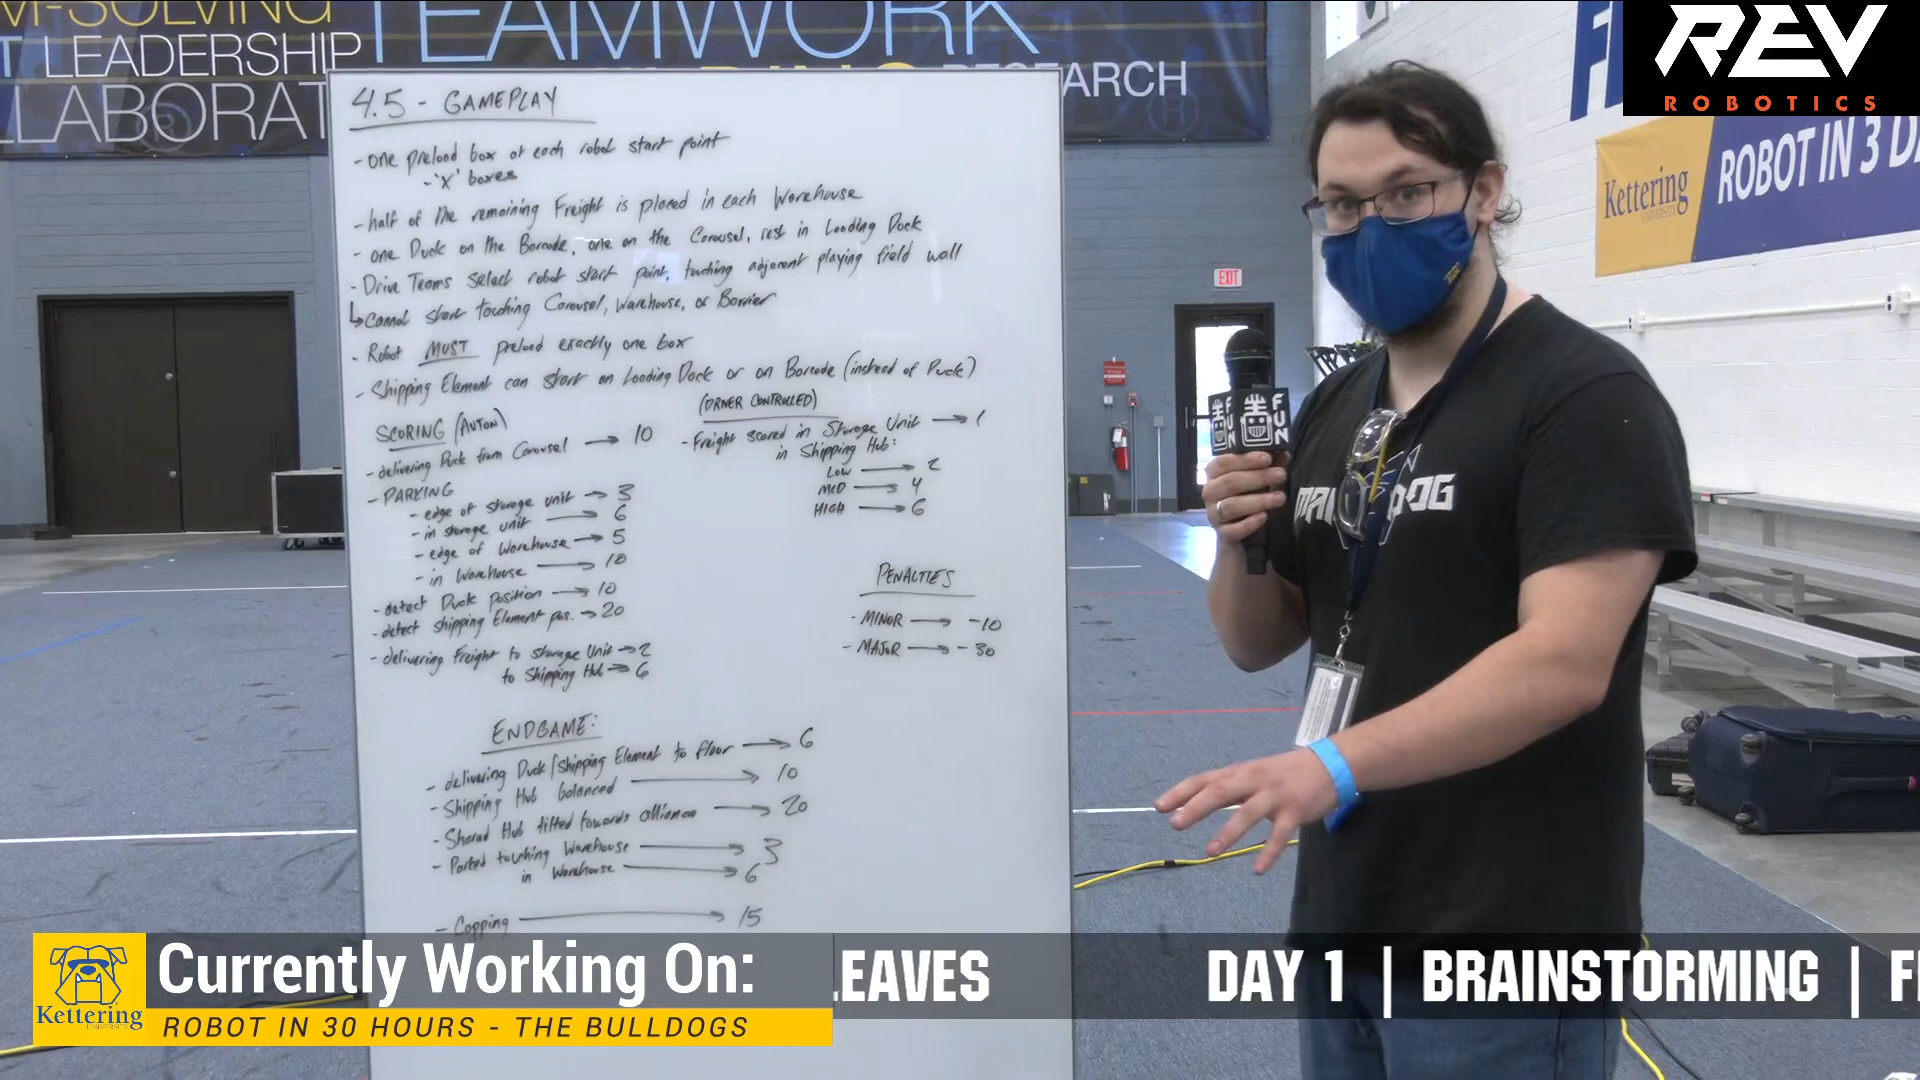 M-SOLVING
TEAMWORK
T LEADERSHIP
RESEARCH
LLABORAT
REV
ROBOTICS
Kettering
UNIVERSITY
ROBOT IN 3 D
EXIT
FUN
FUN
4.5 - GAMEPLAY
- one preload box at each robot start point
- 'X' boxes
- half of the remaining Freight is placed in each Warehouse
- one Duck on the Barcode, one on the Carousel, rest in Loading Dock
- Drive Teams select robot start point, touching adjacent playing field wall
↳ Cannot start touching Carousel, Warehouse, or Barrier
- Robot MUST preload exactly one box
- Shipping Element can start on Loading Dock or on Barcode (instead of Duck)
SCORING (AUTON)
- delivering Duck from Carousel → 10
- PARKING
- edge of storage unit → 3
- in storage unit → 6
- edge of Warehouse → 5
- in Warehouse → 10
- detect Duck position → 10
- detect shipping Element pos. → 20
- delivering Freight to storage Unit → 2
to Shipping Hub → 6
(DRIVER CONTROLLED)
- Freight scored in Storage Unit → 1
in Shipping Hub:
LOW → 2
MID → 4
HIGH → 6
PENALTIES
- MINOR → -10
- MAJOR → -30
ENDGAME:
- delivering Duck/Shipping Element to floor → 6
- Shipping Hub balanced → 10
- Shared Hub tilted towards alliance → 20
- Parked touching Warehouse → 3
in Warehouse → 6
- Capping → 15
Kettering
UNIVERSITY
Currently Working On:
ROBOT IN 30 HOURS - THE BULLDOGS
LEAVES
DAY 1 | BRAINSTORMING | F